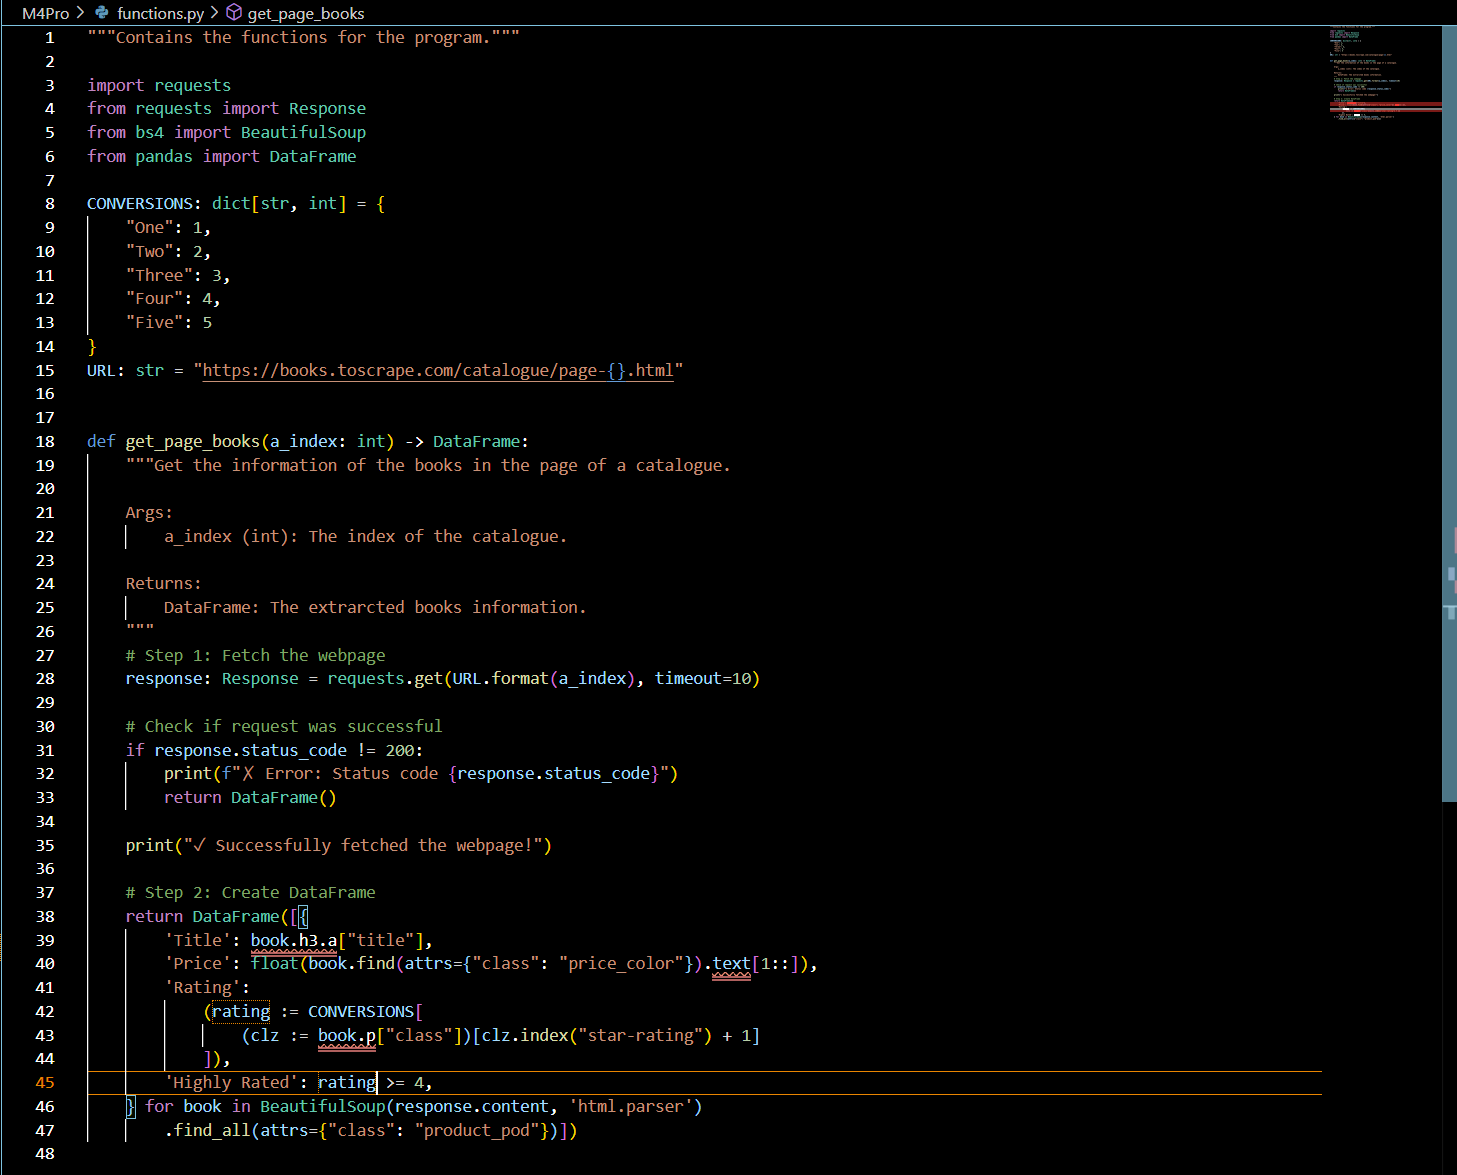 M4Pro > functions.py > get_page_books
1 """Contains the functions for the program."""
2
3 import requests
4 from requests import Response
5 from bs4 import BeautifulSoup
6 from pandas import DataFrame
7
8 CONVERSIONS: dict[str, int] = {
9     "One": 1,
10     "Two": 2,
11     "Three": 3,
12     "Four": 4,
13     "Five": 5
14 }
15 URL: str = "https://books.toscrape.com/catalogue/page-{}.html"
16
17
18 def get_page_books(a_index: int) -> DataFrame:
19     """Get the information of the books in the page of a catalogue.
20
21     Args:
22         a_index (int): The index of the catalogue.
23
24     Returns:
25         DataFrame: The extrarcted books information.
26     """
27     # Step 1: Fetch the webpage
28     response: Response = requests.get(URL.format(a_index), timeout=10)
29
30     # Check if request was successful
31     if response.status_code != 200:
32         print(f"✗ Error: Status code {response.status_code}")
33         return DataFrame()
34
35     print("✓ Successfully fetched the webpage!")
36
37     # Step 2: Create DataFrame
38     return DataFrame([{
39         'Title': book.h3.a["title"],
40         'Price': float(book.find(attrs={"class": "price_color"}).text[1::]),
41         'Rating':
42             (rating := CONVERSIONS[
43                 (clz := book.p["class"])[clz.index("star-rating") + 1]
44             ]),
45         'Highly Rated': rating >= 4,
46     } for book in BeautifulSoup(response.content, 'html.parser')
47         .find_all(attrs={"class": "product_pod"})])
48